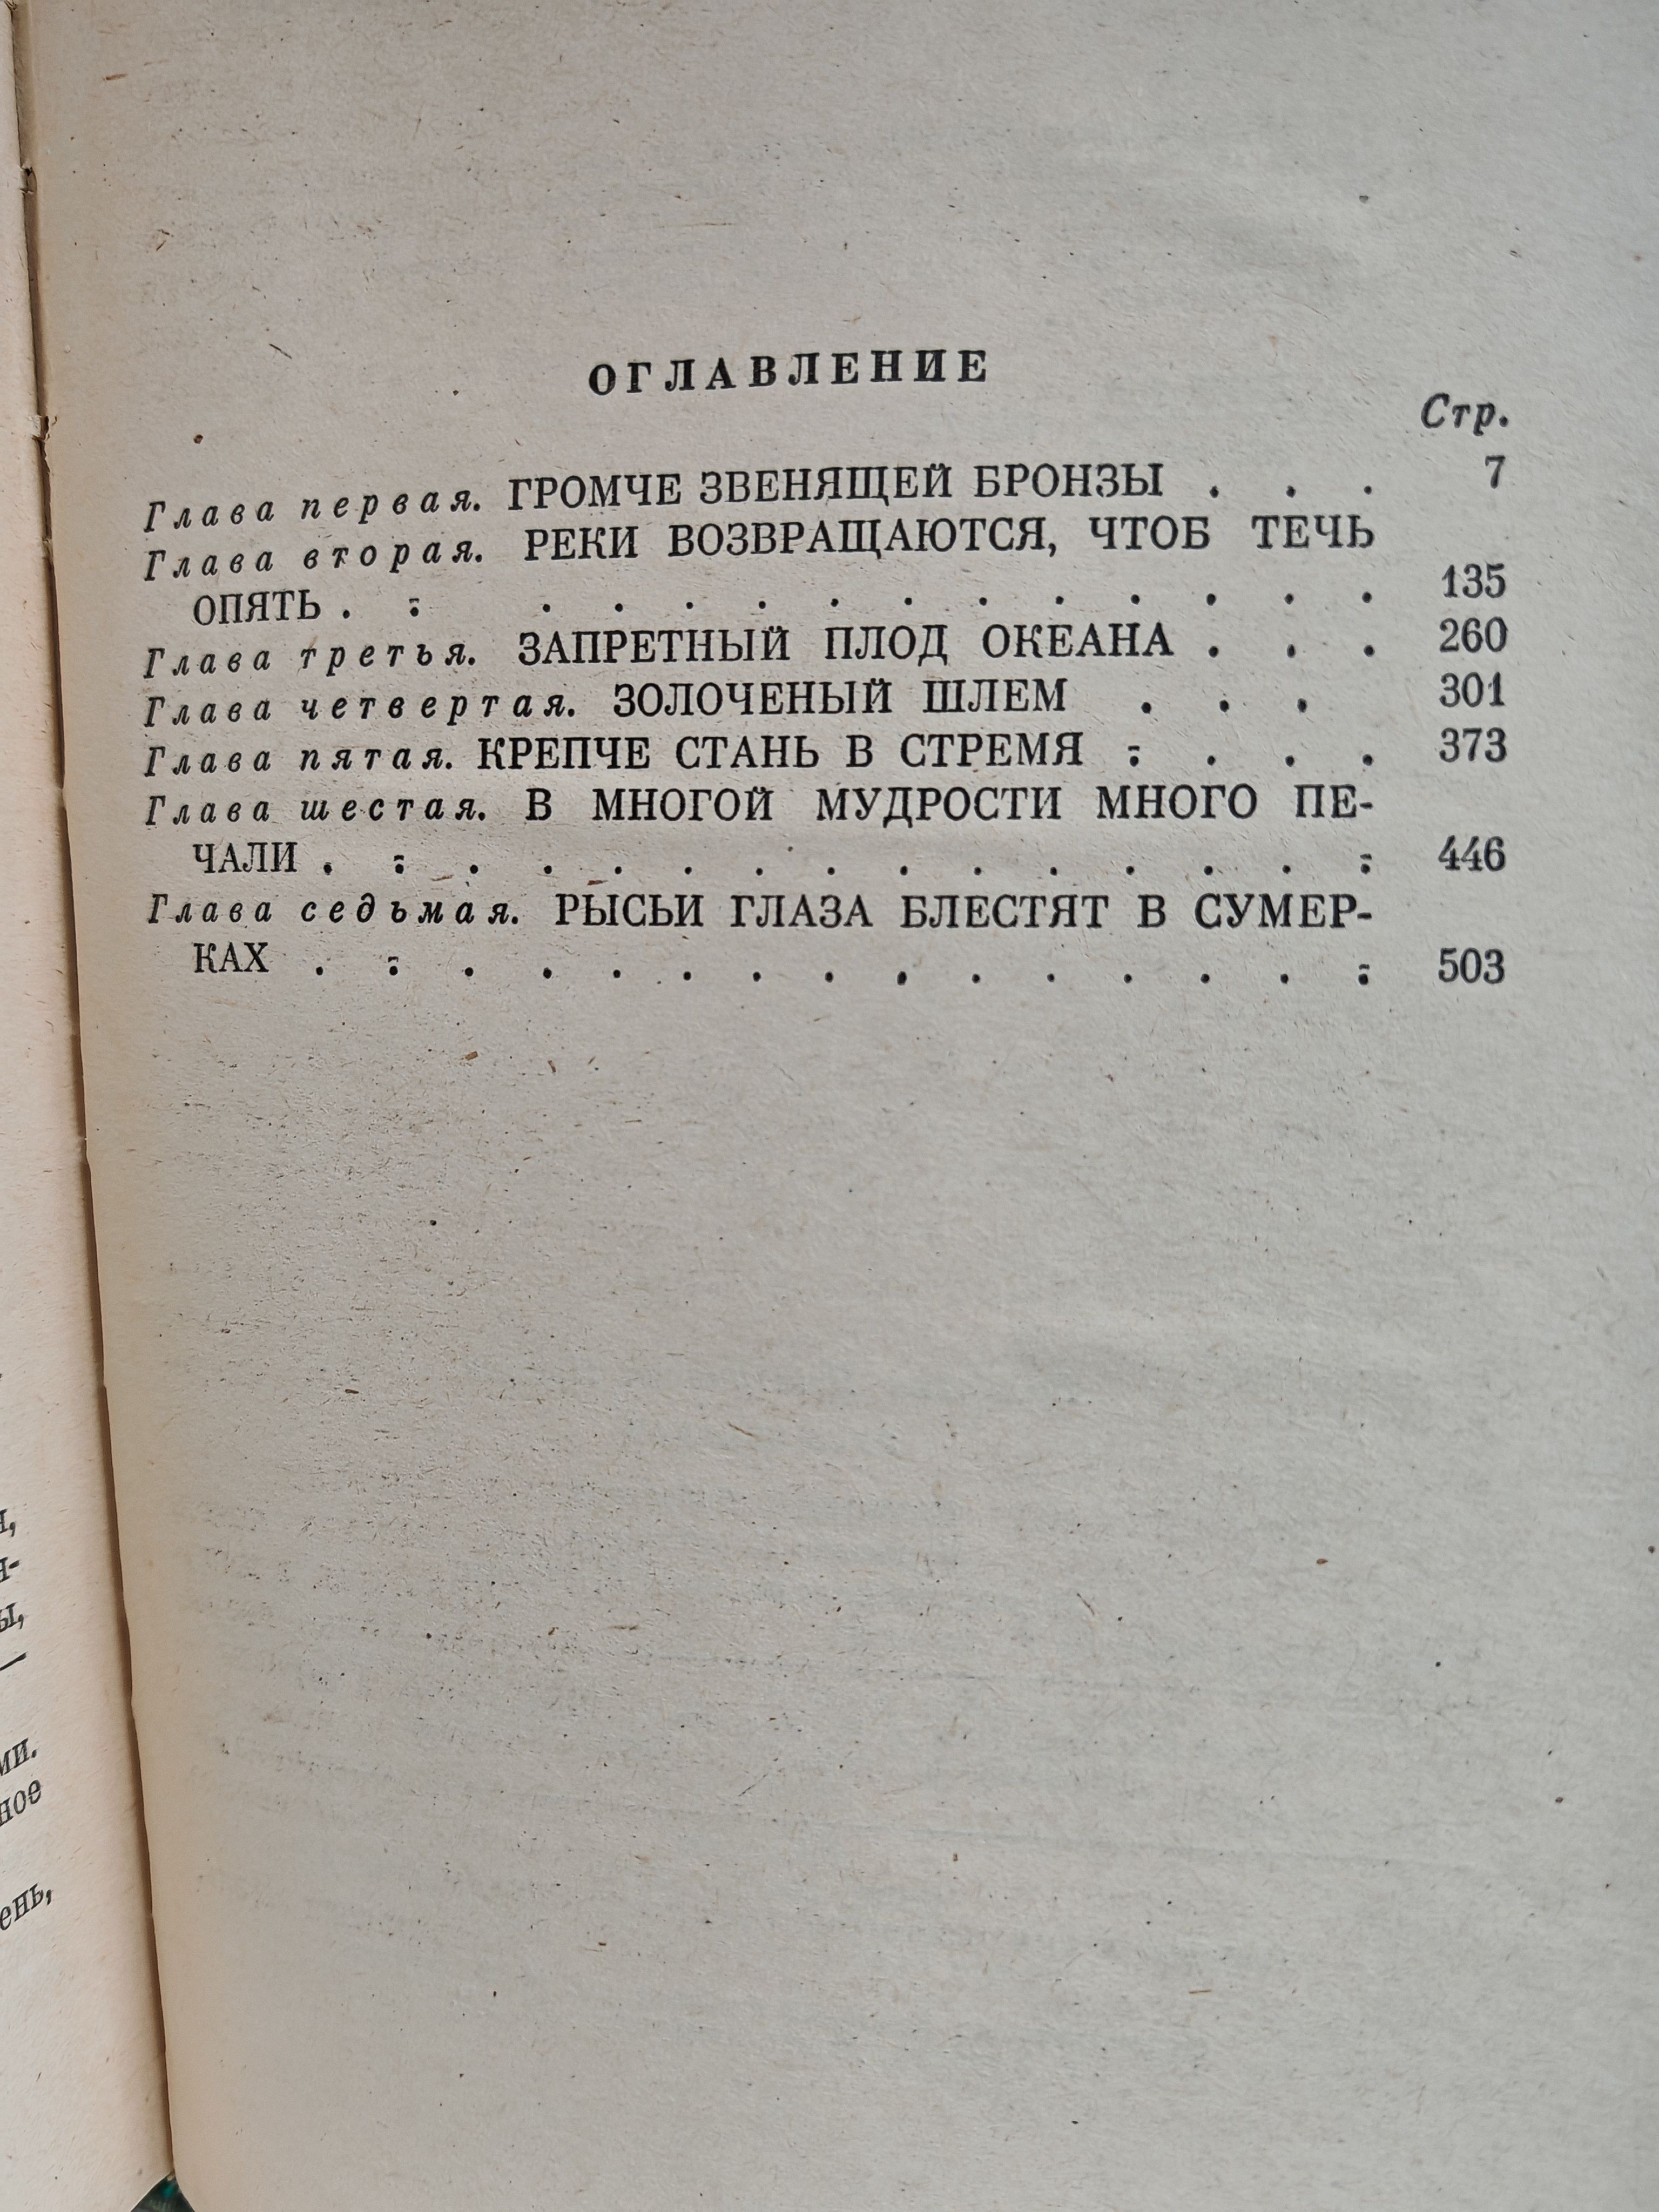 ОГЛАВЛЕНИЕ
Стр.
Глава первая. ГРОМЧЕ ЗВЕНЯЩЕЙ БРОНЗЫ . . . 7
Глава вторая. РЕКИ ВОЗВРАЩАЮТСЯ, ЧТОБ ТЕЧЬ
ОПЯТЬ . . . . . . . . . . . . . . 135
Глава третья. ЗАПРЕТНЫЙ ПЛОД ОКЕАНА . . . 260
Глава четвертая. ЗОЛОЧЕНЫЙ ШЛЕМ . . . 301
Глава пятая. КРЕПЧЕ СТАНЬ В СТРЕМЯ . . . . 373
Глава шестая. В МНОГОЙ МУДРОСТИ МНОГО ПЕ-
ЧАЛИ . . . . . . . . . . . . . . . 446
Глава седьмая. РЫСЬИ ГЛАЗА БЛЕСТЯТ В СУМЕР-
КАХ . . . . . . . . . . . . . . . 503